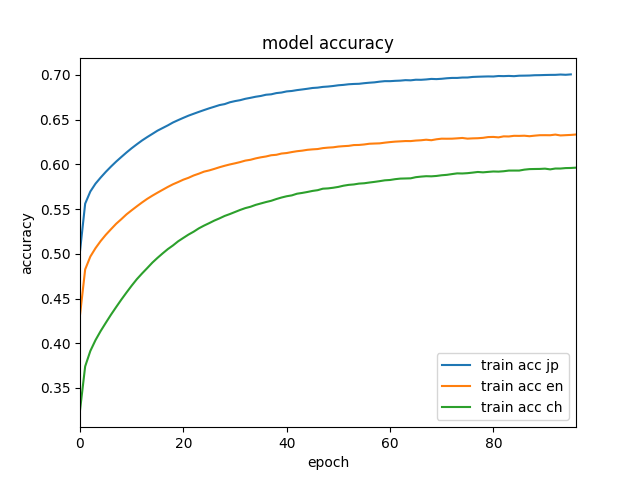 model accuracy
0.70
0.65
0.60
0.55
0.50
0.45
0.40
0.35
accuracy
train acc jp
train acc en
train acc ch
0 20 40 60 80
epoch